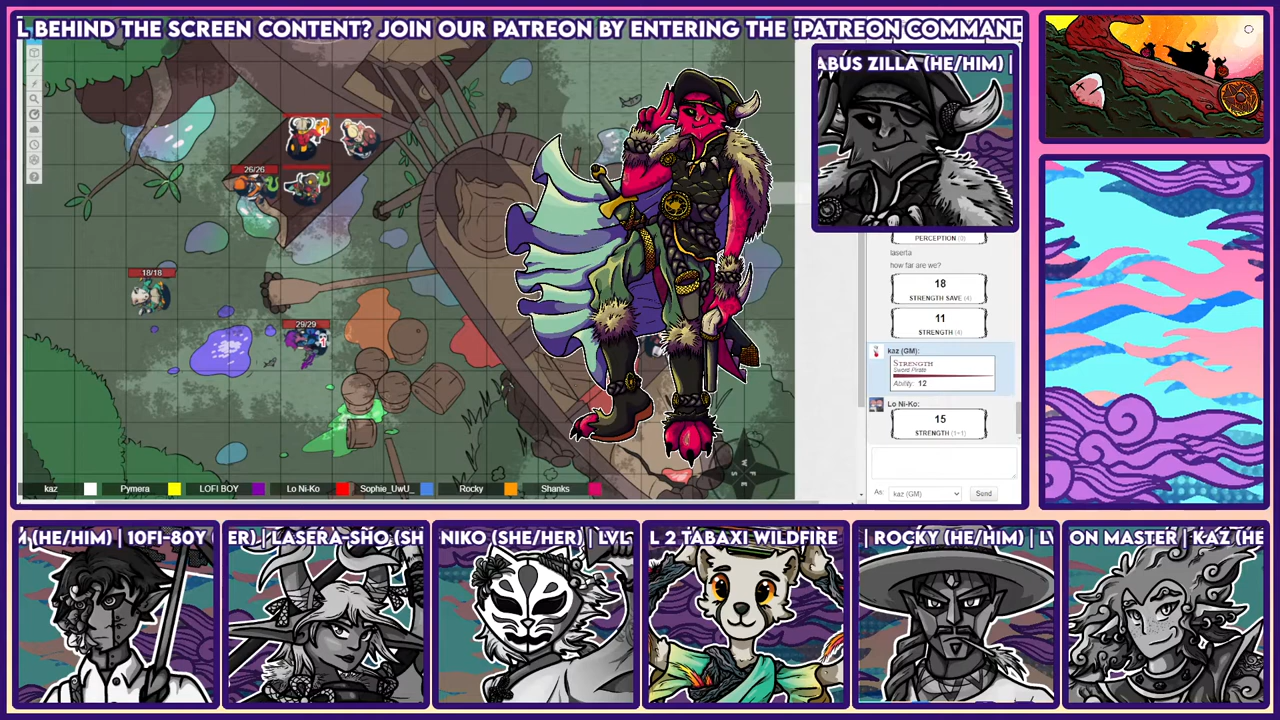 L BEHIND THE SCREEN CONTENT? JOIN OUR PATREON BY ENTERING THE !PATREON COMMAND
ABUS ZILLA (HE/HIM) |
26/26
18/18
29/29
PERCEPTION (3)
laserta
how far are we?
18
STRENGTH SAVE (4)
11
STRENGTH (4)
kaz (GM):
STRENGTH
Sword Pirate
Ability: 12
Lo Ni-Ko:
15
STRENGTH (1+1)
As: kaz (GM) Send
kaz Pymera LOFI BOY Lo Ni-Ko Sophie_UwU_ Rocky Shanks
M (HE/HIM) | 10FI-80Y (
ER) | LASERA-SHO (SH
NIKO (SHE/HER) | LVL
L 2 TABAXI WILDFIRE
| ROCKY (HE/HIM) | LV
ON MASTER | KAZ (HE